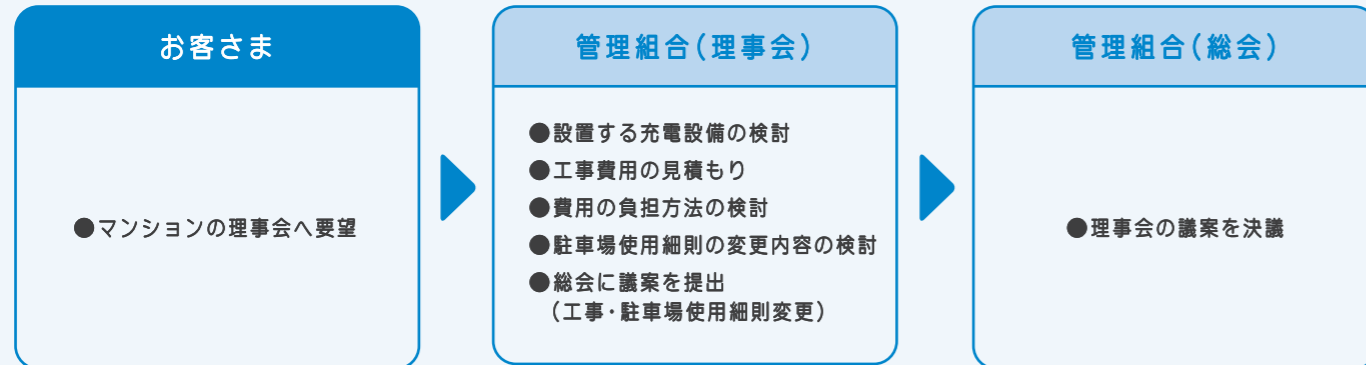 お客さま
●マンションの理事会へ要望
管理組合(理事会)
●設置する充電設備の検討
●工事費用の見積もり
●費用の負担方法の検討
●駐車場使用細則の変更内容の検討
●総会に議案を提出
(工事・駐車場使用細則変更)
管理組合(総会)
●理事会の議案を決議